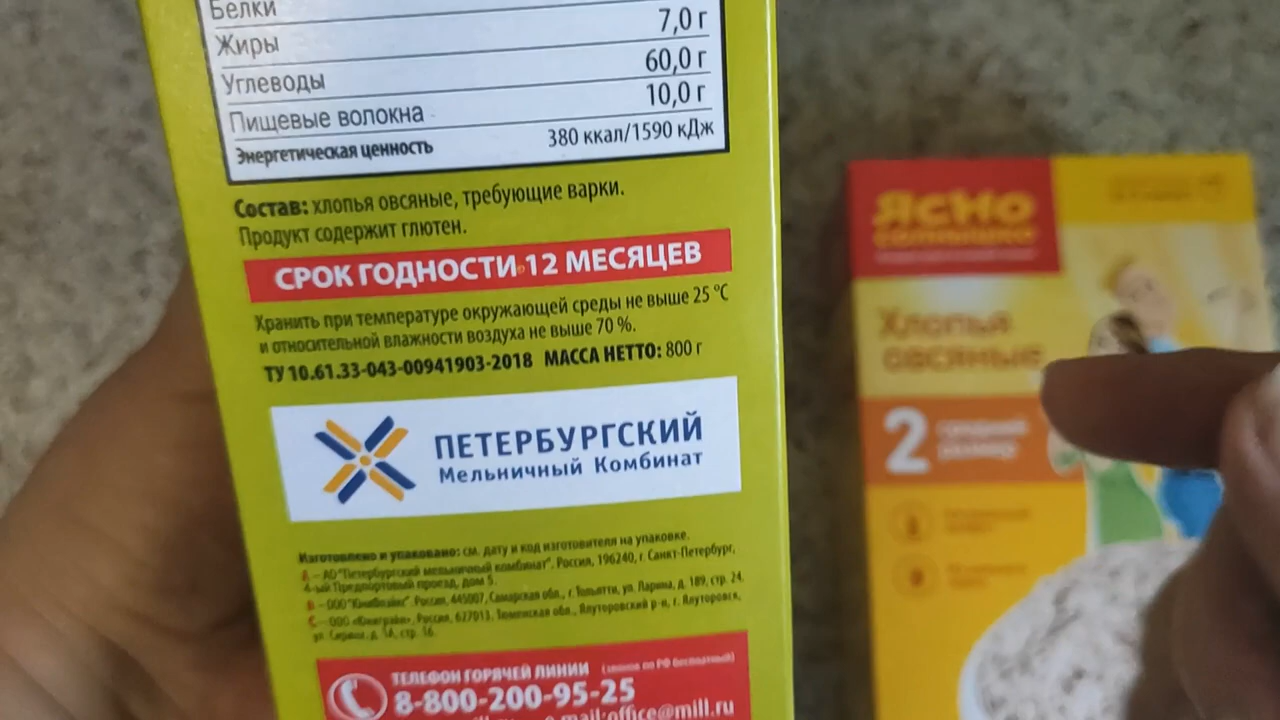 Белки
Жиры 7,0 г
Углеводы 60,0 г
Пищевые волокна 10,0 г
Энергетическая ценность 380 ккал/1590 кДж
Состав: хлопья овсяные, требующие варки.
Продукт содержит глютен.
СРОК ГОДНОСТИ 12 МЕСЯЦЕВ
Хранить при температуре окружающей среды не выше 25 °С
и относительной влажности воздуха не выше 70 %.
ТУ 10.61.33-043-00941903-2018 МАССА НЕТТО: 800 г
ПЕТЕРБУРГСКИЙ
Мельничный Комбинат
Изготовлено и упаковано: см. дату и код изготовителя на упаковке.
А – АО "Петербургский мельничный комбинат". Россия, 196240, г. Санкт-Петербург,
4-ый Предпортовый проезд, дом 5.
В – ООО Россия, 445007, Самарская обл., г. Тольятти, ул. Ларина, д. 189, стр. 24.
С – ООО Россия, 627013, Тюменская обл., Ялуторовский р-н, г. Ялуторовск,
ул. д. 1А, стр. 16.
ТЕЛЕФОН ГОРЯЧЕЙ ЛИНИИ (звонок по РФ бесплатный)
8-800-200-95-25
e-mail:office@mill.ru
ЯСНО
солнышко
Хлопья
овсяные
2 средний
размер